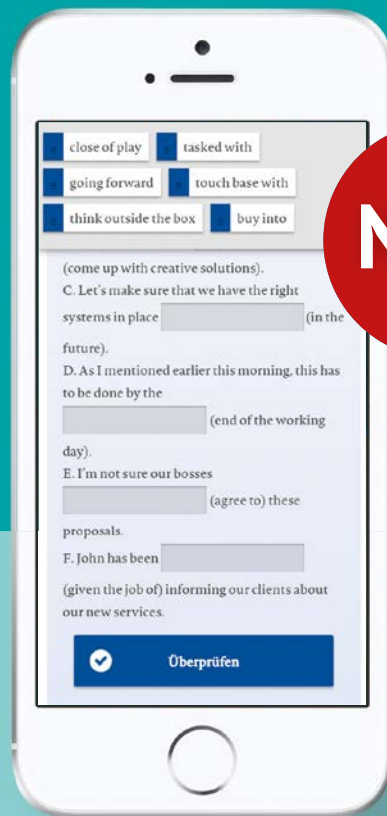 close of play tasked with
going forward touch base with
think outside the box buy into
(come up with creative solutions).
C. Let's make sure that we have the right
systems in place (in the
future).
D. As I mentioned earlier this morning, this has
to be done by the
(end of the working
day).
E. I'm not sure our bosses
(agree to) these
proposals.
F. John has been
(given the job of) informing our clients about
our new services.
Überprüfen